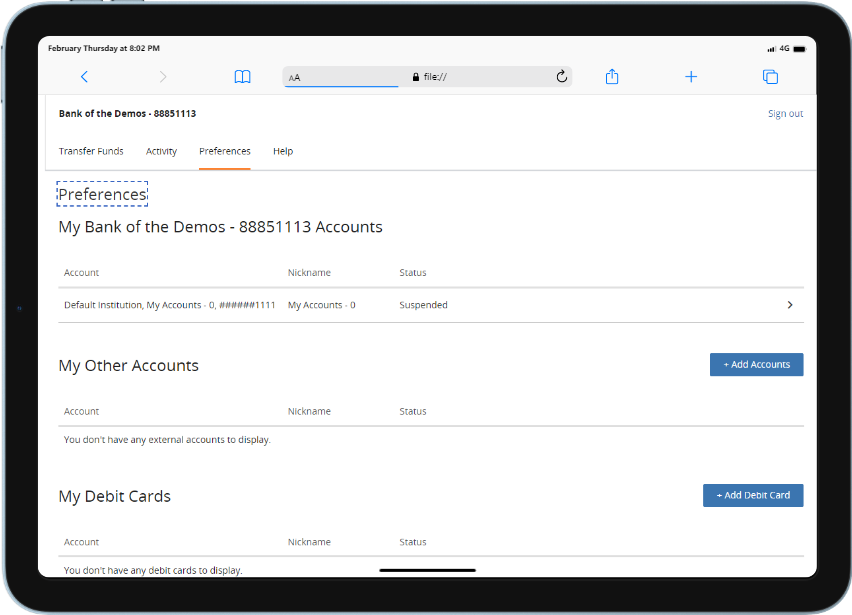 February Thursday at 8:02 PM
4G
AA
file://
Bank of the Demos - 88851113
Sign out
Transfer Funds Activity Preferences Help
Preferences
My Bank of the Demos - 88851113 Accounts
Account Nickname Status
Default Institution, My Accounts - 0, ######1111 My Accounts - 0 Suspended
My Other Accounts
+ Add Accounts
Account Nickname Status
You don't have any external accounts to display.
My Debit Cards
+ Add Debit Card
Account Nickname Status
You don't have any debit cards to display.